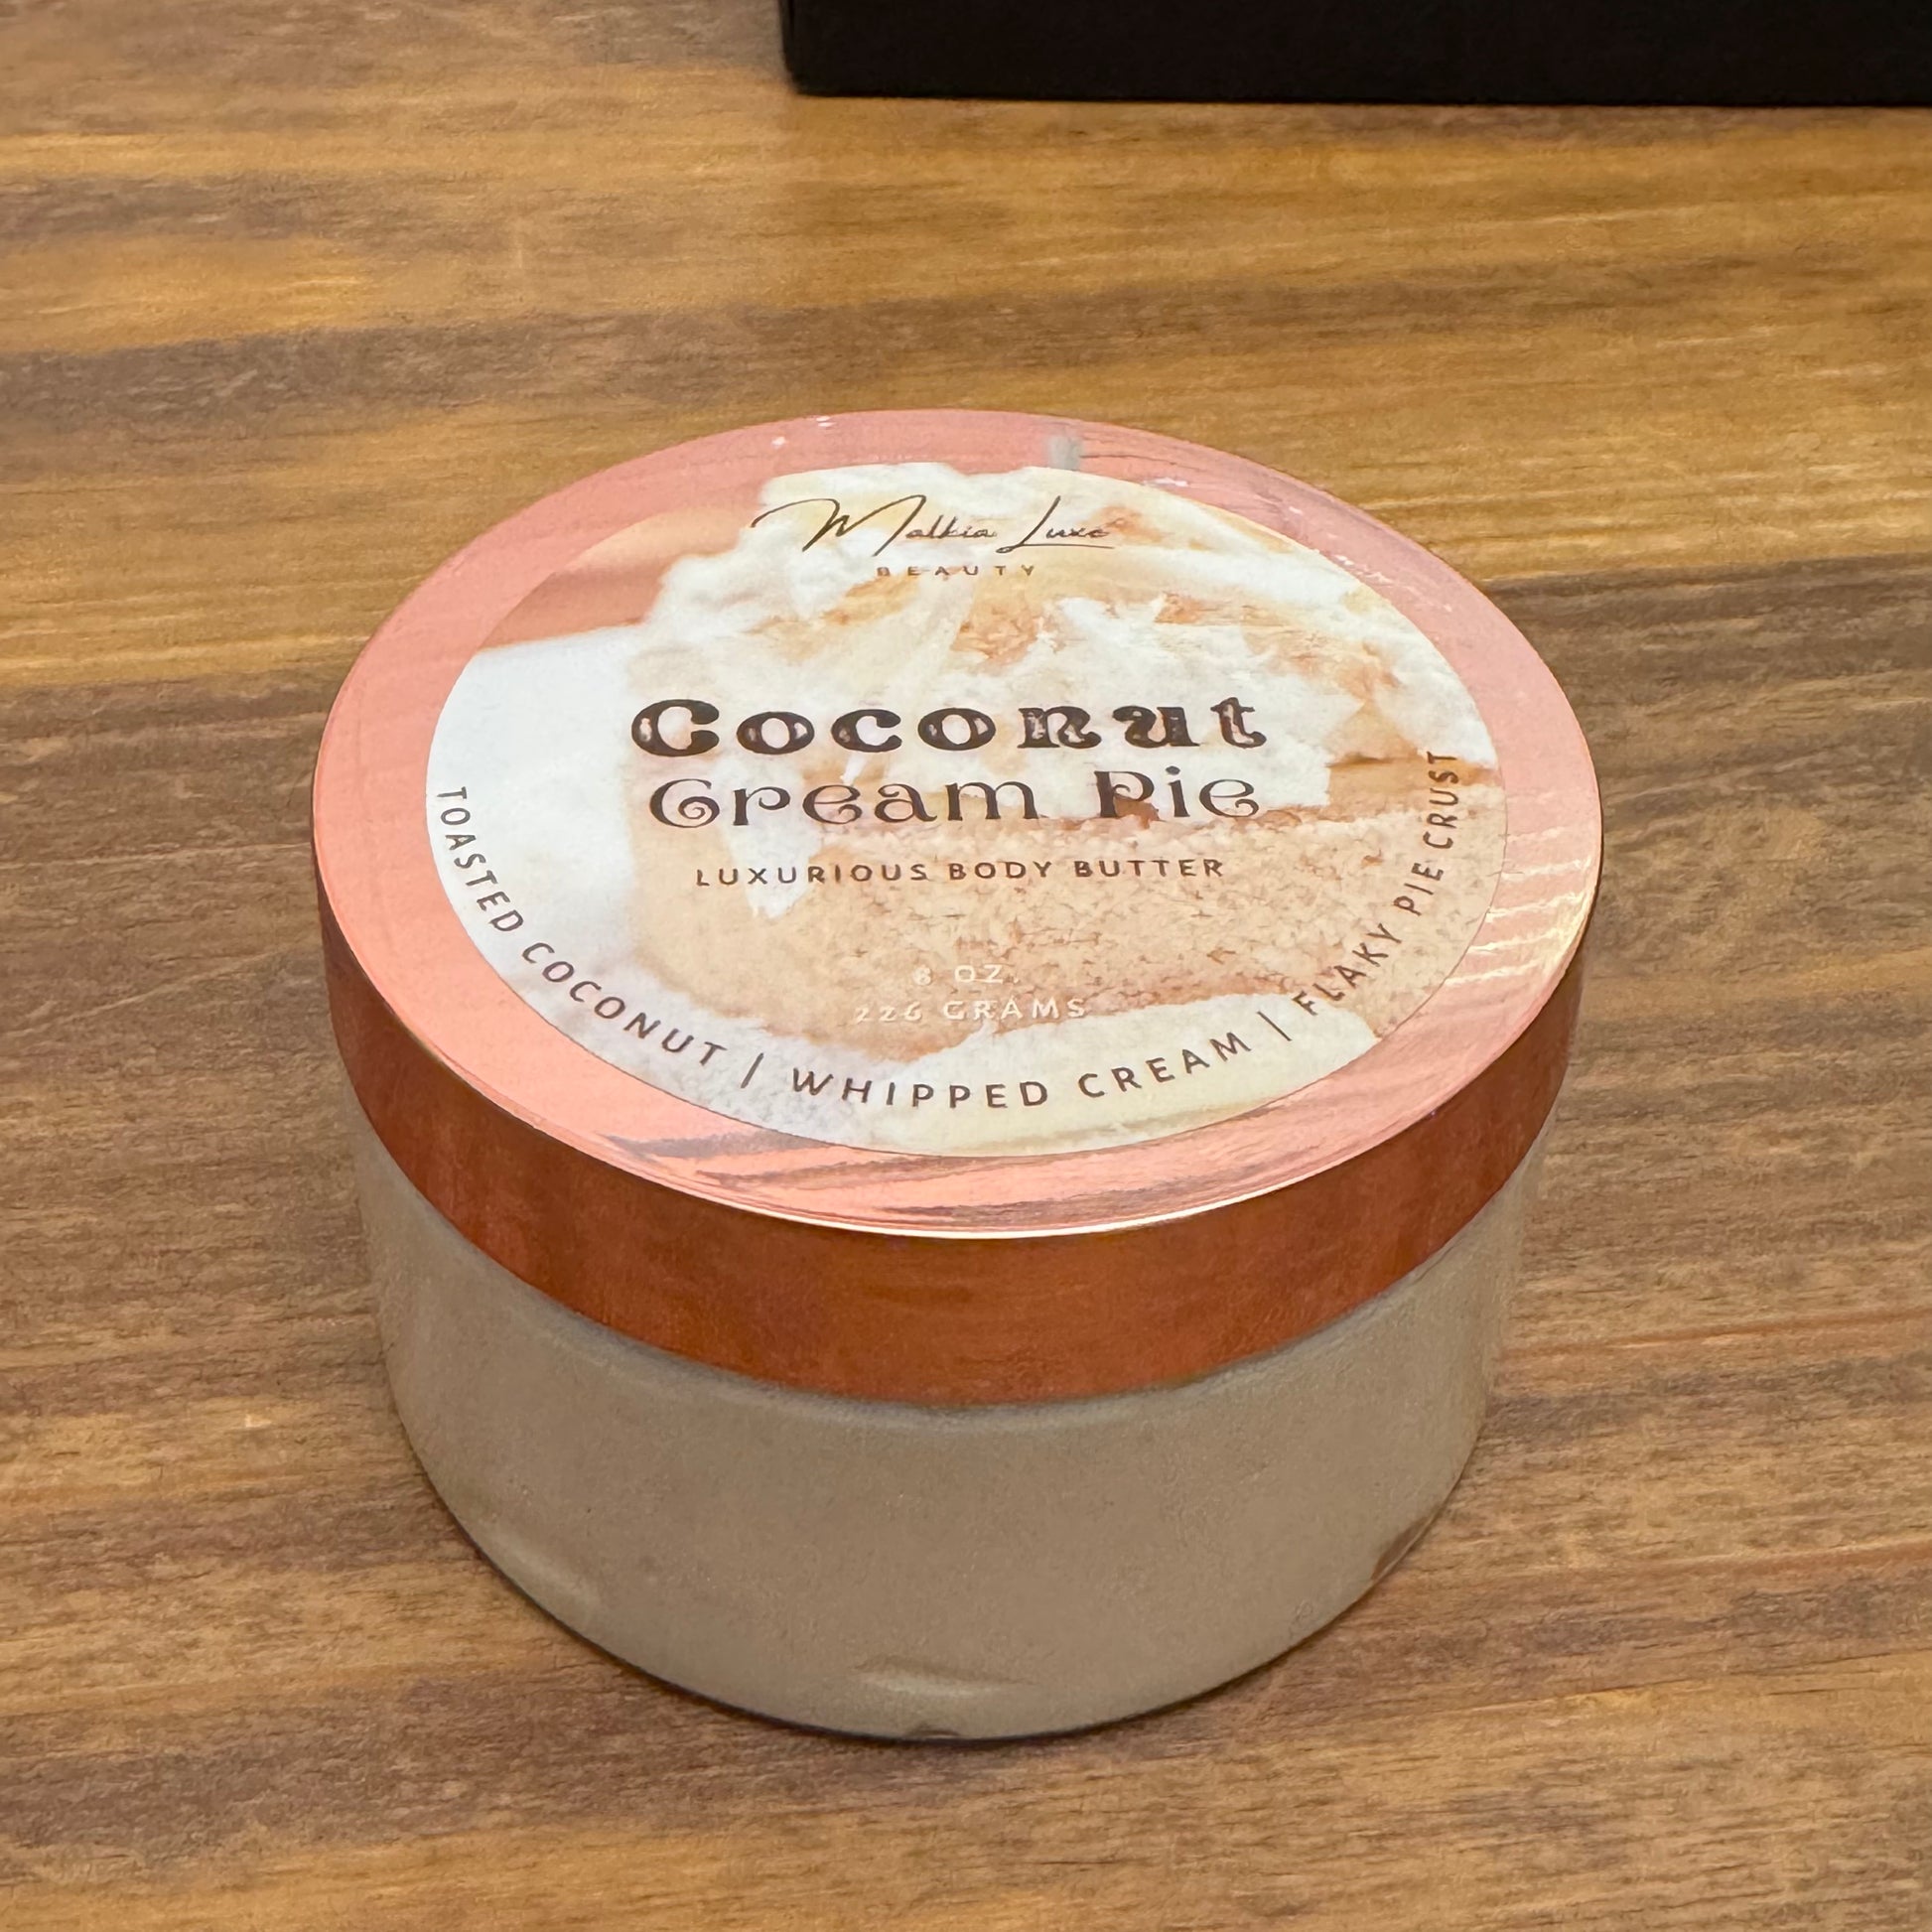 Malkia Luxe
BEAUTY
Coconut
Cream Pie
LUXURIOUS BODY BUTTER
8 OZ.
226 GRAMS
TOASTED COCONUT | WHIPPED CREAM | FLAKY PIE CRUST